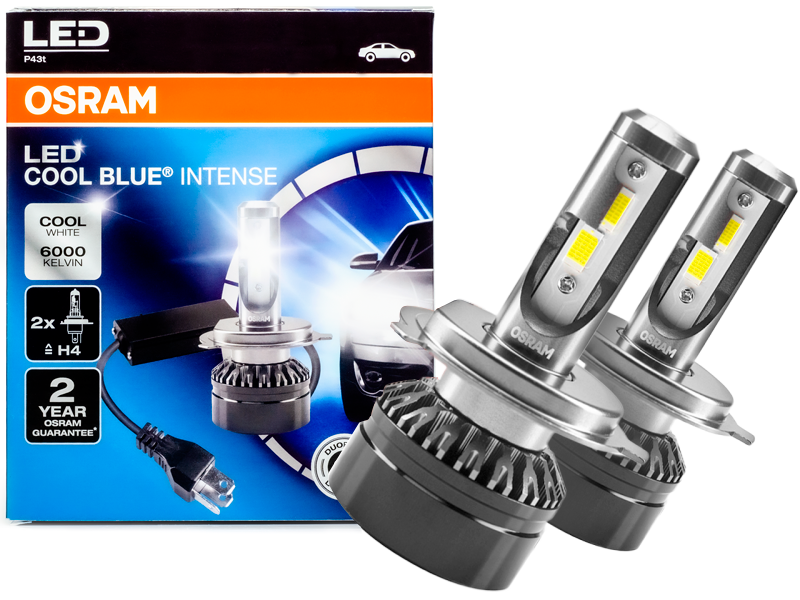 LED
P43t
OSRAM
LED
COOL BLUE® INTENSE
COOL
WHITE
6000
KELVIN
2x
≙ H4
2
YEAR
OSRAM
GUARANTEE*
DUO
OSRAM
OSRAM